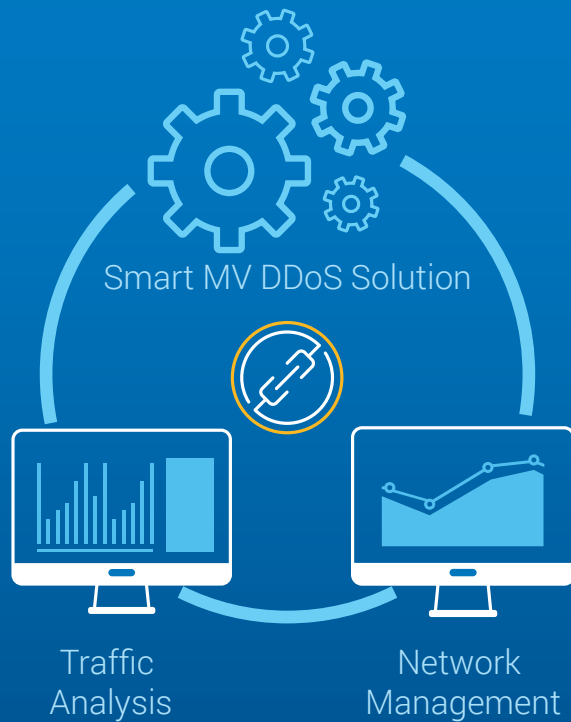 Smart MV DDoS Solution
Traffic
Analysis
Network
Management